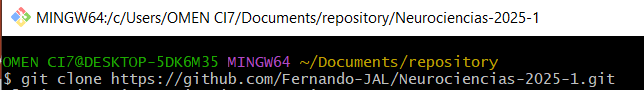 MINGW64:/c/Users/OMEN CI7/Documents/repository/Neurociencias-2025-1
OMEN CI7@DESKTOP-5DK6M35 MINGW64 ~/Documents/repository
$ git clone https://github.com/Fernando-JAL/Neurociencias-2025-1.git